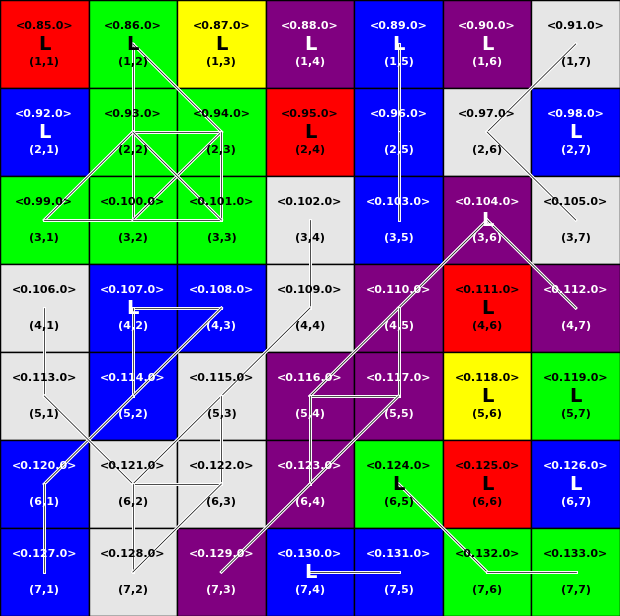 <0.85.0> <0.86.0> <0.87.0> <0.88.0> <0.89.0> <0.90.0> <0.91.0>
L L L L L L
(1,1) (1,2) (1,3) (1,4) (1,5) (1,6) (1,7)
<0.92.0> <0.93.0> <0.94.0> <0.95.0> <0.96.0> <0.97.0> <0.98.0>
L L L
(2,1) (2,2) (2,3) (2,4) (2,5) (2,6) (2,7)
<0.99.0> <0.100.0> <0.101.0> <0.102.0> <0.103.0> <0.104.0> <0.105.0>
L
(3,1) (3,2) (3,3) (3,4) (3,5) (3,6) (3,7)
<0.106.0> <0.107.0> <0.108.0> <0.109.0> <0.110.0> <0.111.0> <0.112.0>
L L
(4,1) (4,2) (4,3) (4,4) (4,5) (4,6) (4,7)
<0.113.0> <0.114.0> <0.115.0> <0.116.0> <0.117.0> <0.118.0> <0.119.0>
L L
(5,1) (5,2) (5,3) (5,4) (5,5) (5,6) (5,7)
<0.120.0> <0.121.0> <0.122.0> <0.123.0> <0.124.0> <0.125.0> <0.126.0>
L L L
(6,1) (6,2) (6,3) (6,4) (6,5) (6,6) (6,7)
<0.127.0> <0.128.0> <0.129.0> <0.130.0> <0.131.0> <0.132.0> <0.133.0>
L
(7,1) (7,2) (7,3) (7,4) (7,5) (7,6) (7,7)